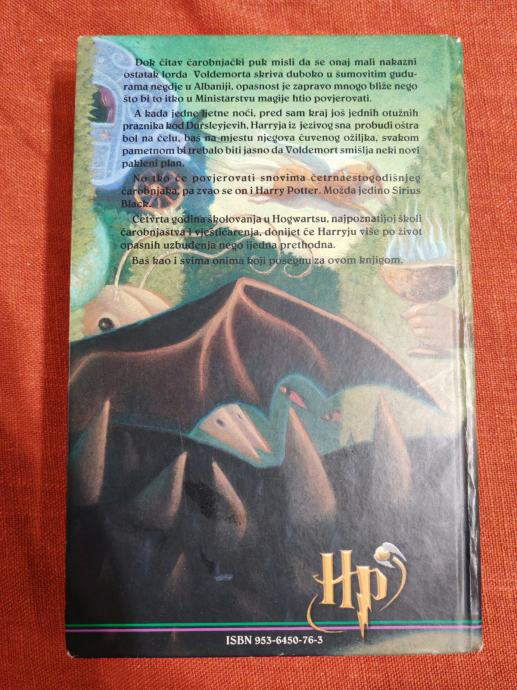 Dok čitav čarobnjački puk misli da se onaj mali nakazni
ostatak lorda Voldemorta skriva duboko u šumovitim gudu-
rama negdje u Albaniji, opasnost je zapravo mnogo bliže nego
što bi to itko u Ministarstvu magije htio povjerovati.
A kada jedne ljetne noći, pred sam kraj još jednih otužnih
praznika kod Dursleyjevih, Harryja iz jezivog sna probudi oštra
bol na čelu, baš na mjestu njegova čuvenog ožiljka, svakom
pametnom bi trebalo biti jasno da Voldemort smišlja neki novi
pakleni plan.
No tko će povjerovati snovima četrnaestogodišnjeg
čarobnjaka, pa zvao se on i Harry Potter. Možda jedino Sirius
Black.
Četvrta godina školovanja u Hogwartsu, najpoznatijoj školi
čarobnjaštva i vještičarenja, donijet će Harryju više po život
opasnih uzbuđenja nego ijedna prethodna.
Baš kao i svima onima koji posegnu za ovom knjigom.
HP
ISBN 953-6450-76-3